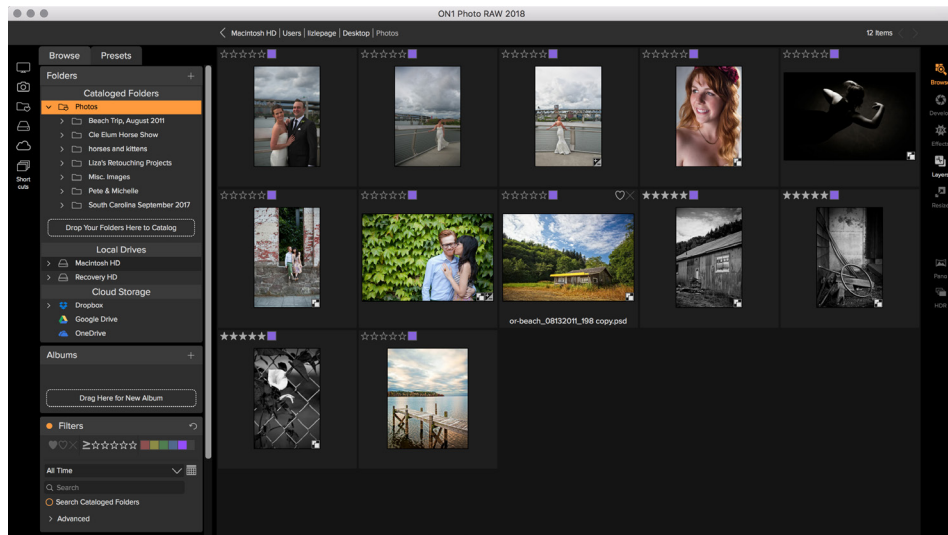 ON1 Photo RAW 2018
Macintosh HD | Users | lizlepage | Desktop | Photos
12 Items
Browse
Presets
Folders
Cataloged Folders
Photos
Beach Trip, August 2011
Cle Elum Horse Show
horses and kittens
Liza's Retouching Projects
Misc. Images
Pete & Michelle
South Carolina September 2017
Drop Your Folders Here to Catalog
Local Drives
Macintosh HD
Recovery HD
Cloud Storage
Dropbox
Google Drive
OneDrive
Albums
Drag Here for New Album
Filters
All Time
Search
Search Cataloged Folders
Advanced
Short
cuts
or-beach_08132011_198 copy.psd
Brows
Develo
Effects
Layers
Resize
Pano
HDR